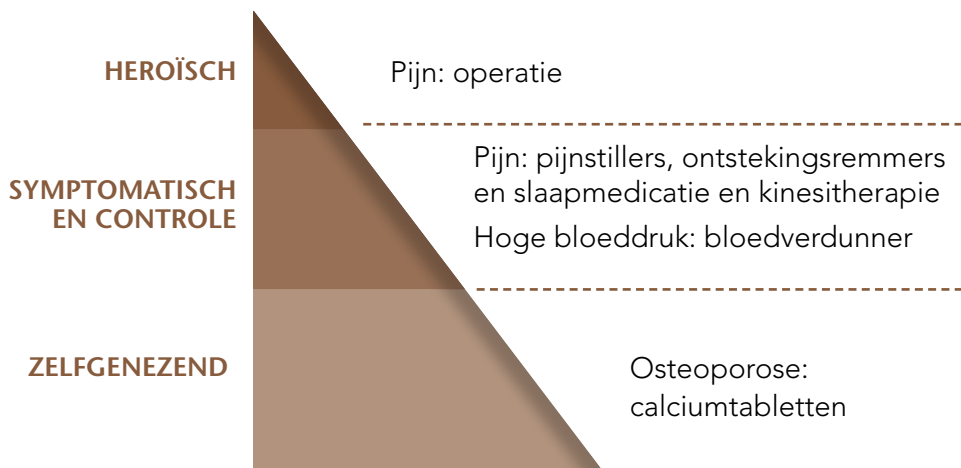 HEROÏSCH
Pijn: operatie
SYMPTOMATISCH
EN CONTROLE
Pijn: pijnstillers, ontstekingsremmers
en slaapmedicatie en kinesitherapie
Hoge bloeddruk: bloedverdunner
ZELFGENEZEND
Osteoporose:
calciumtabletten